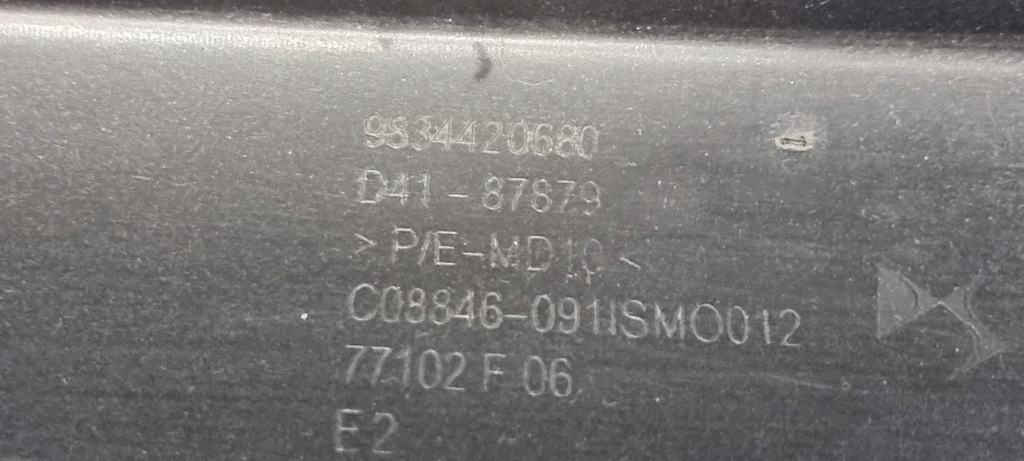 9834420680
D41 - 87879
> P/E-MD10 <
C08846-091ISMO012
77102 F 06
E2